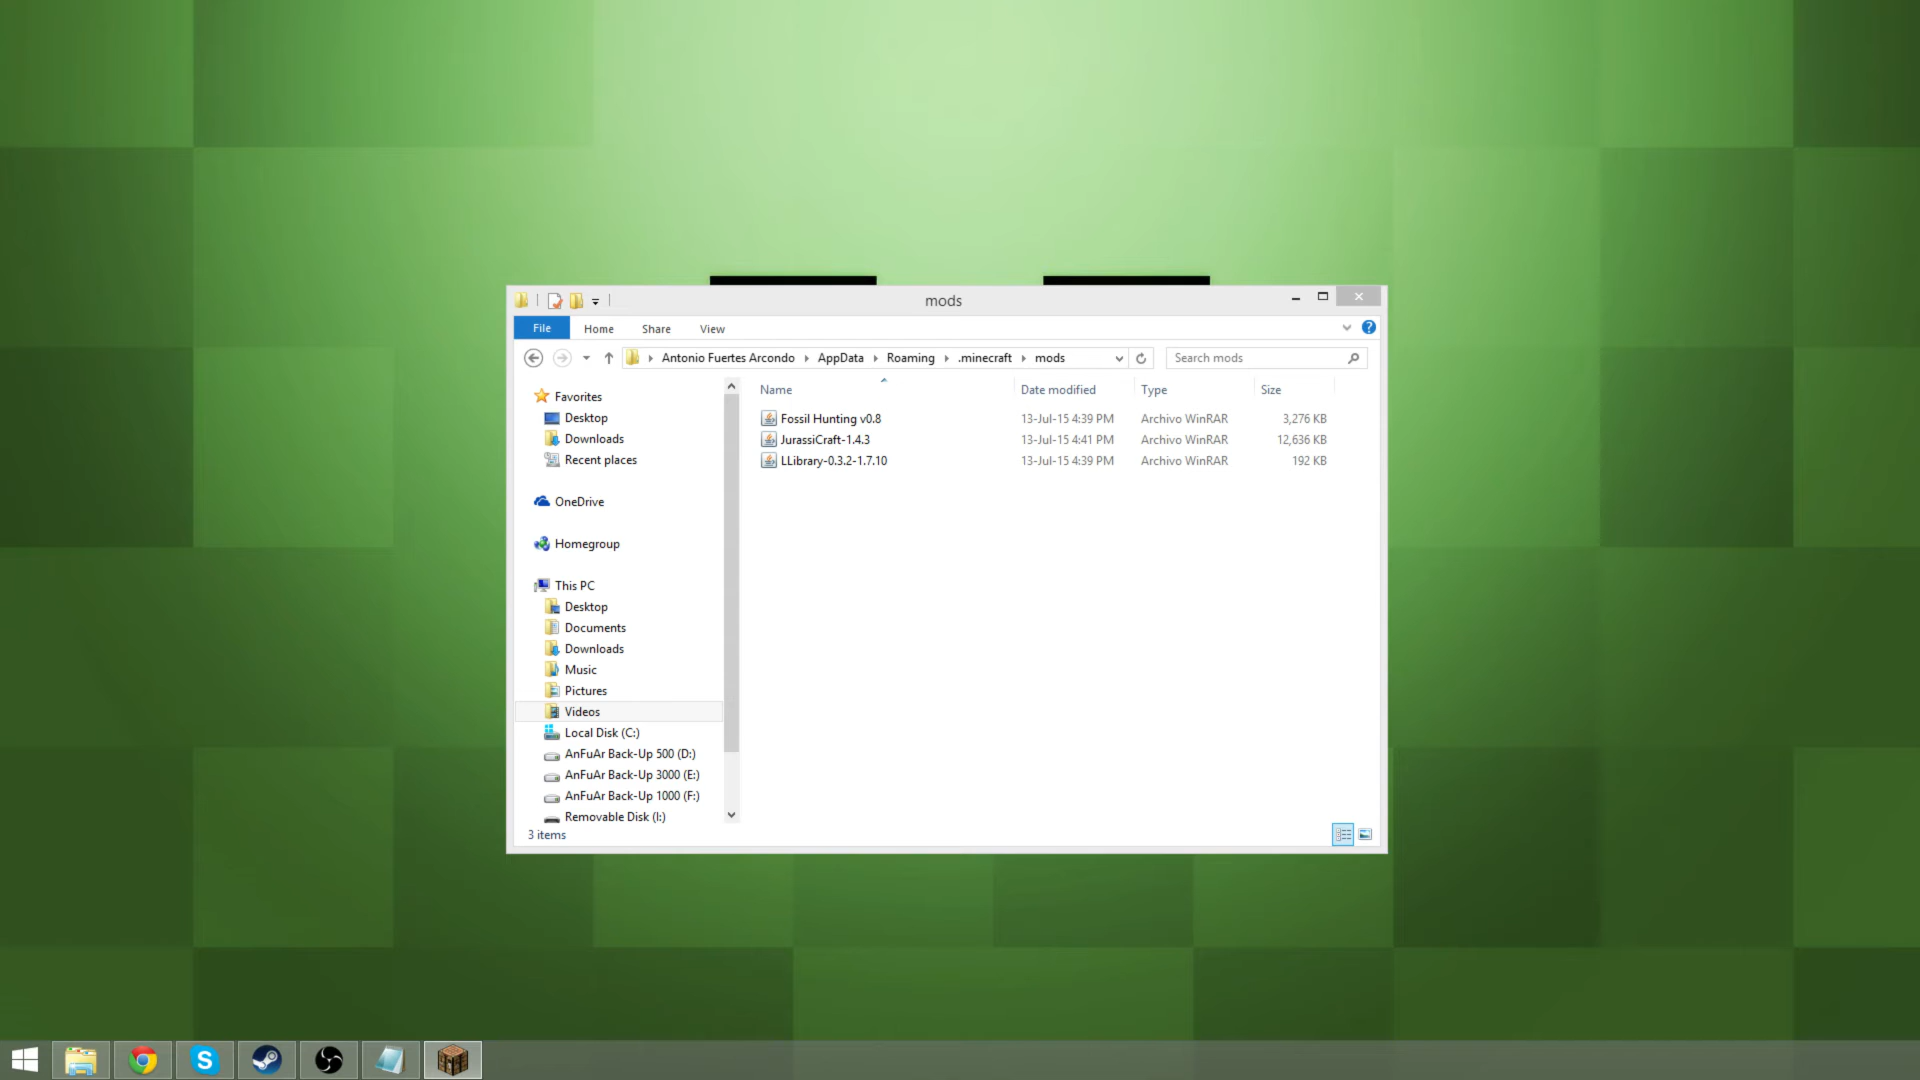 mods
File Home Share View
Antonio Fuertes Arcondo AppData Roaming .minecraft mods Search mods
Name Date modified Type Size
Fossil Hunting v0.8 13-Jul-15 4:39 PM Archivo WinRAR 3,276 KB
JurassiCraft-1.4.3 13-Jul-15 4:41 PM Archivo WinRAR 12,636 KB
LLibrary-0.3.2-1.7.10 13-Jul-15 4:39 PM Archivo WinRAR 192 KB
Favorites
Desktop
Downloads
Recent places
OneDrive
Homegroup
This PC
Desktop
Documents
Downloads
Music
Pictures
Videos
Local Disk (C:)
AnFuAr Back-Up 500 (D:)
AnFuAr Back-Up 3000 (E:)
AnFuAr Back-Up 1000 (F:)
Removable Disk (I:)
3 items